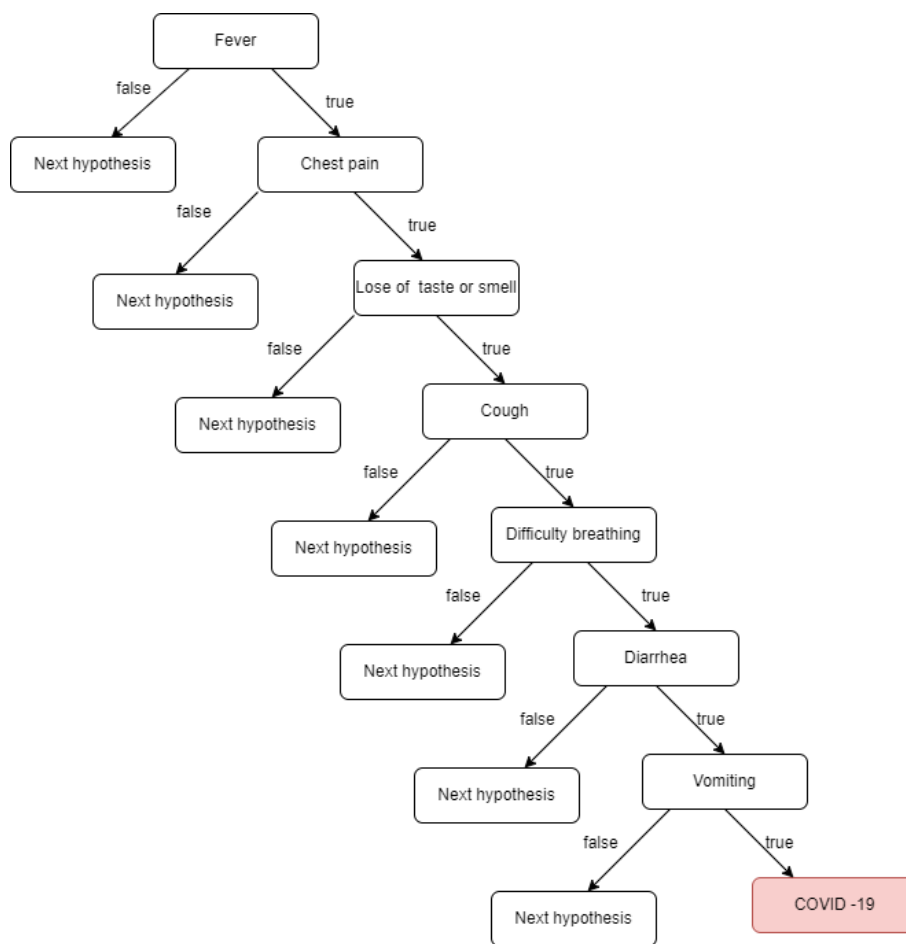 Fever
false
true
Next hypothesis
Chest pain
false
true
Next hypothesis
Lose of taste or smell
false
true
Next hypothesis
Cough
false
true
Next hypothesis
Difficulty breathing
false
true
Next hypothesis
Diarrhea
false
true
Next hypothesis
Vomiting
false
true
Next hypothesis
COVID -19